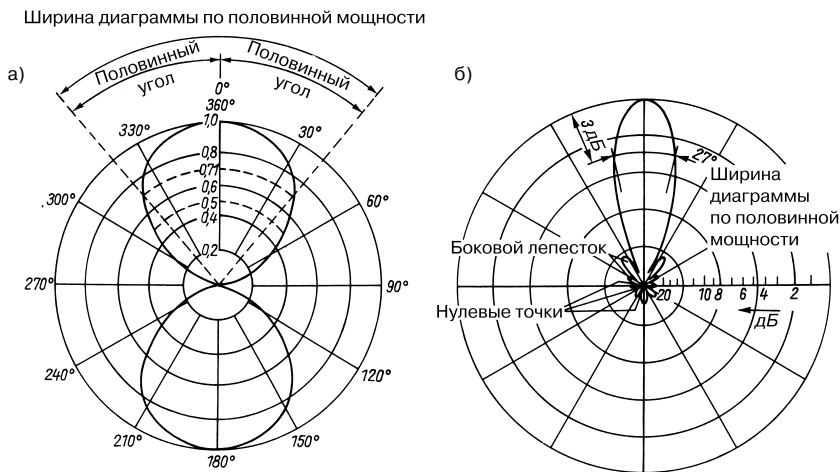 Ширина диаграммы по половинной мощности
а)
Половинный
угол
Половинный
угол
0°
360°
330°
30°
300°
60°
270°
90°
240°
120°
210°
150°
180°
1,0
0,8
0,71
0,6
0,5
0,4
0,2
б)
3 дБ
27°
Ширина
диаграммы
по половинной
мощности
Боковой лепесток
Нулевые точки
20 10 8 6 4 2
дБ